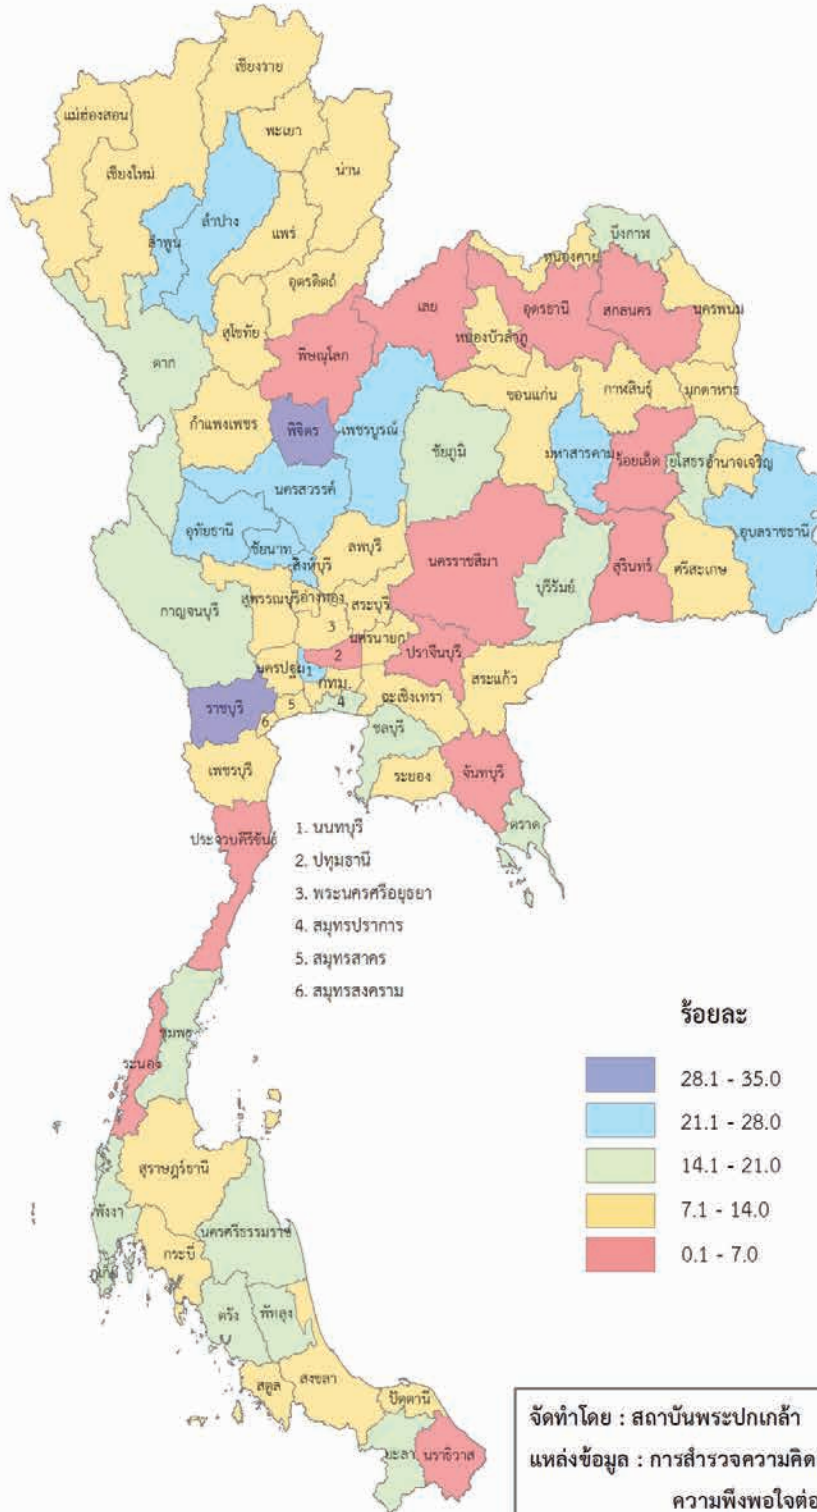 เชียงราย
แม่ฮ่องสอน
พะเยา
เชียงใหม่
น่าน
ลำปาง
ลำพูน
แพร่
บึงกาฬ
หนองคาย
อุตรดิตถ์
เลย
อุดรธานี
สกลนคร
นครพนม
สุโขทัย
หนองบัวลำภู
พิษณุโลก
ตาก
ขอนแก่น
กาฬสินธุ์
มุกดาหาร
กำแพงเพชร
พิจิตร
เพชรบูรณ์
ชัยภูมิ
มหาสารคาม
ร้อยเอ็ด
ยโสธร
อำนาจเจริญ
นครสวรรค์
อุทัยธานี
ชัยนาท
ลพบุรี
นครราชสีมา
อุบลราชธานี
สิงห์บุรี
บุรีรัมย์
สุรินทร์
ศรีสะเกษ
กาญจนบุรี
สุพรรณบุรี
อ่างทอง
สระบุรี
3
นครนายก
2
ปราจีนบุรี
นครปฐม
1
กทม.
สระแก้ว
ราชบุรี
5
4
ฉะเชิงเทรา
6
ชลบุรี
เพชรบุรี
ระยอง
จันทบุรี
ตราด
ประจวบคีรีขันธ์
1. นนทบุรี
2. ปทุมธานี
3. พระนครศรีอยุธยา
4. สมุทรปราการ
5. สมุทรสาคร
6. สมุทรสงคราม
ชุมพร
ระนอง
ร้อยละ
28.1 - 35.0
21.1 - 28.0
14.1 - 21.0
7.1 - 14.0
0.1 - 7.0
สุราษฎร์ธานี
พังงา
นครศรีธรรมราช
กระบี่
ภูเก็ต
ตรัง
พัทลุง
สตูล
สงขลา
ปัตตานี
ยะลา
นราธิวาส
จัดทำโดย : สถาบันพระปกเกล้า
แหล่งข้อมูล : การสำรวจความคิด
ความพึงพอใจต่อ